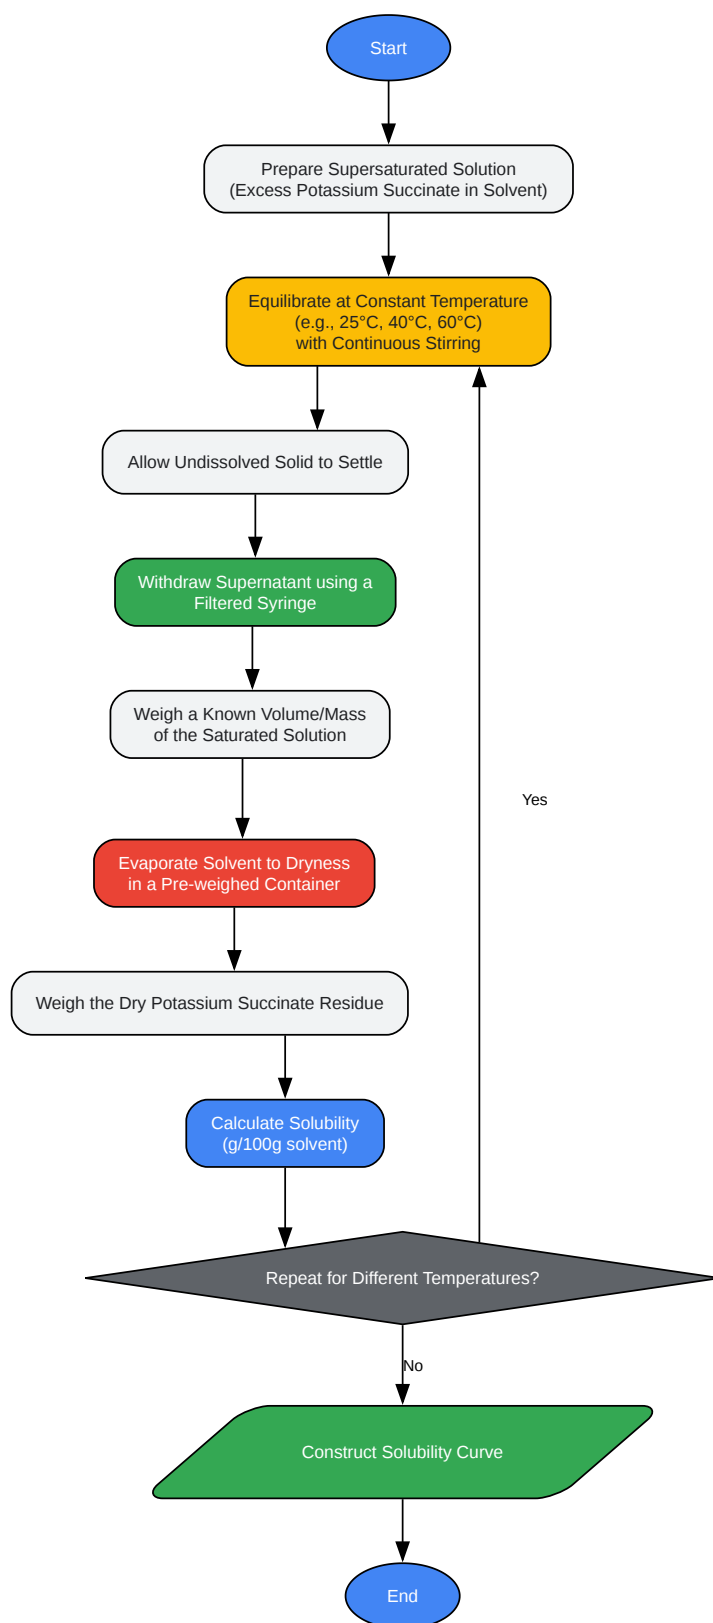 Start
Prepare Supersaturated Solution
(Excess Potassium Succinate in Solvent)
Equilibrate at Constant Temperature
(e.g., 25°C, 40°C, 60°C)
with Continuous Stirring
Allow Undissolved Solid to Settle
Withdraw Supernatant using a
Filtered Syringe
Weigh a Known Volume/Mass
of the Saturated Solution
Yes
Evaporate Solvent to Dryness
in a Pre-weighed Container
Weigh the Dry Potassium Succinate Residue
Calculate Solubility
(g/100g solvent)
Repeat for Different Temperatures?
No
Construct Solubility Curve
End